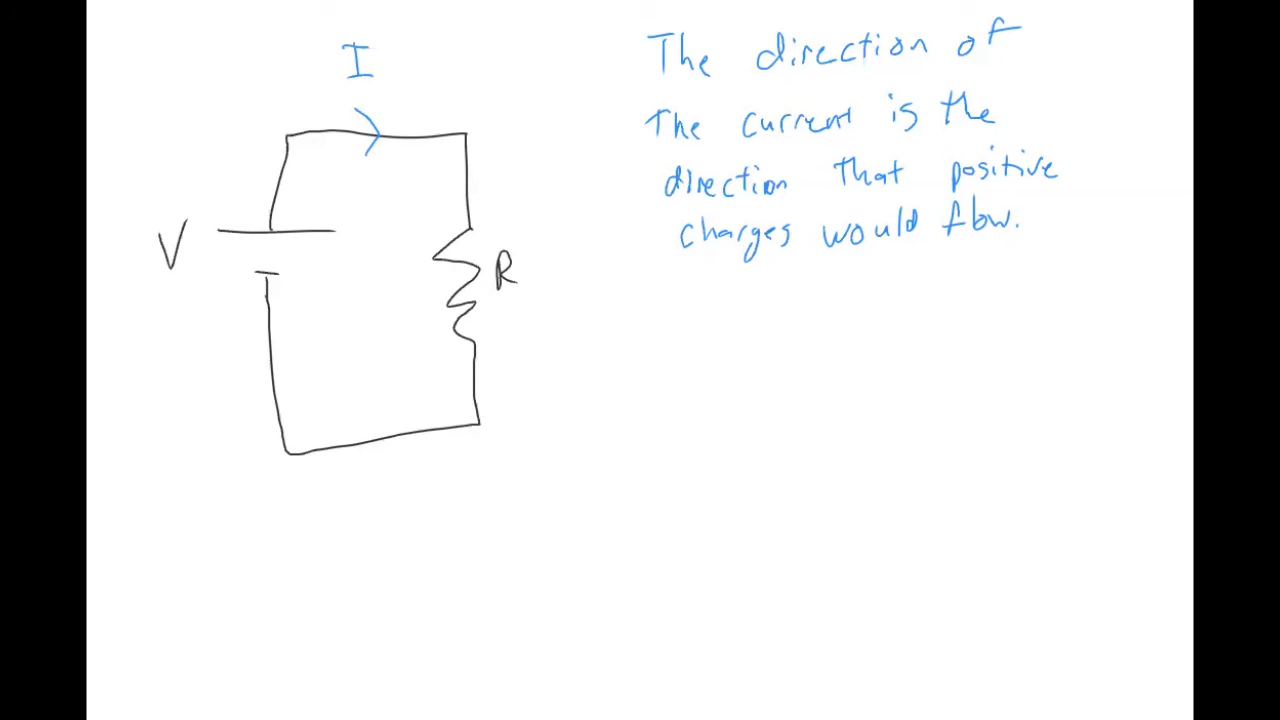 I
The direction of
The current is the
direction that positive
charges would flow.
V
R